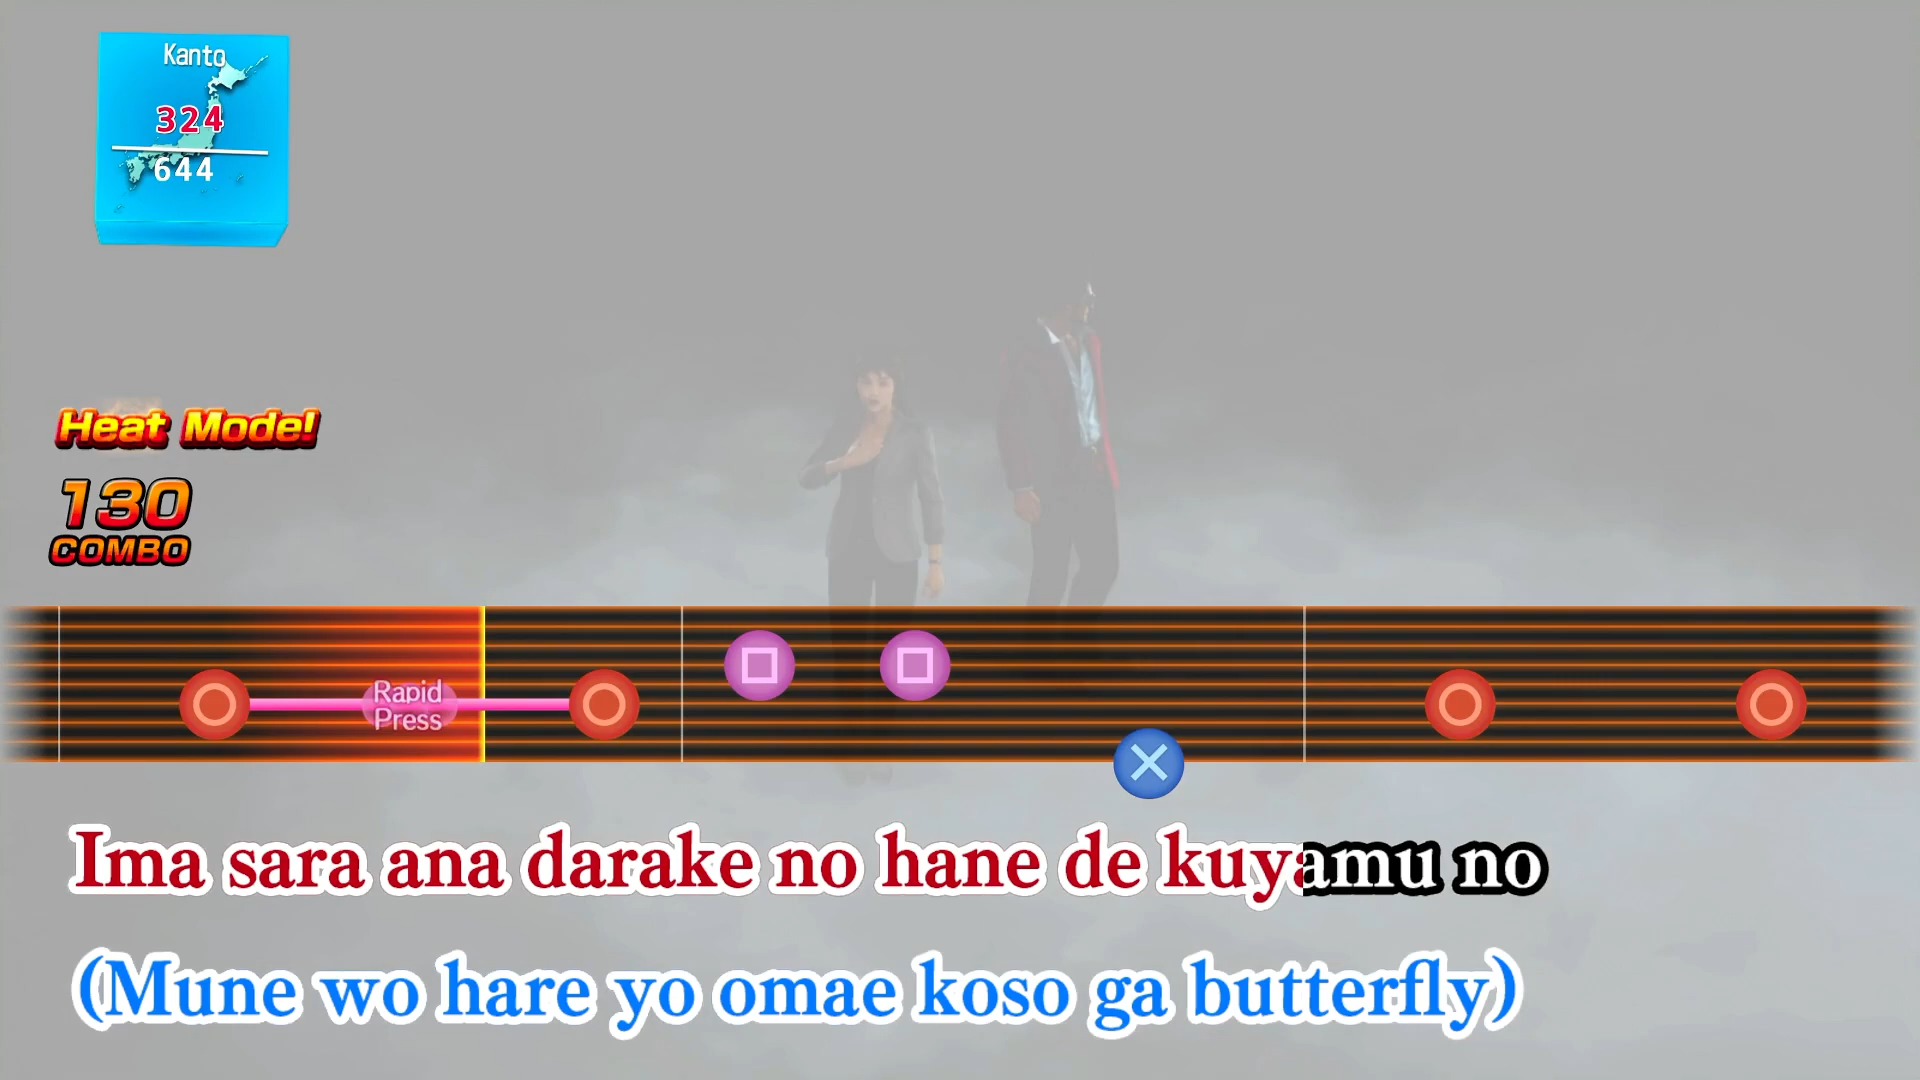 Kanto
324
644
Heat Mode!
130
COMBO
Rapid
Press
Ima sara ana darake no hane de kuyamu no
(Mune wo hare yo omae koso ga butterfly)